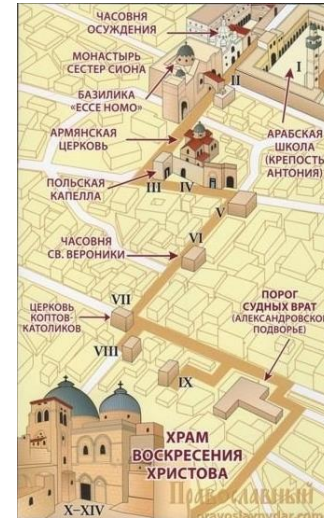 ЧАСОВНЯ
ОСУЖДЕНИЯ
МОНАСТЫРЬ
СЕСТЕР СИОНА
I
II
БАЗИЛИКА
«ЕССЕ НОМО»
АРМЯНСКАЯ
ЦЕРКОВЬ
АРАБСКАЯ
ШКОЛА
(КРЕПОСТЬ
АНТОНИЯ)
ПОЛЬСКАЯ
КАПЕЛЛА
III
IV
V
VI
ЧАСОВНЯ
СВ. ВЕРОНИКИ
ПОРОГ
СУДНЫХ ВРАТ
(АЛЕКСАНДРОВСКОЕ
ПОДВОРЬЕ)
VII
ЦЕРКОВЬ
КОПТОВ-
КАТОЛИКОВ
VIII
IX
ХРАМ
ВОСКРЕСЕНИЯ
ХРИСТОВА
X–XIV
Православный
pravoslavnydar.com